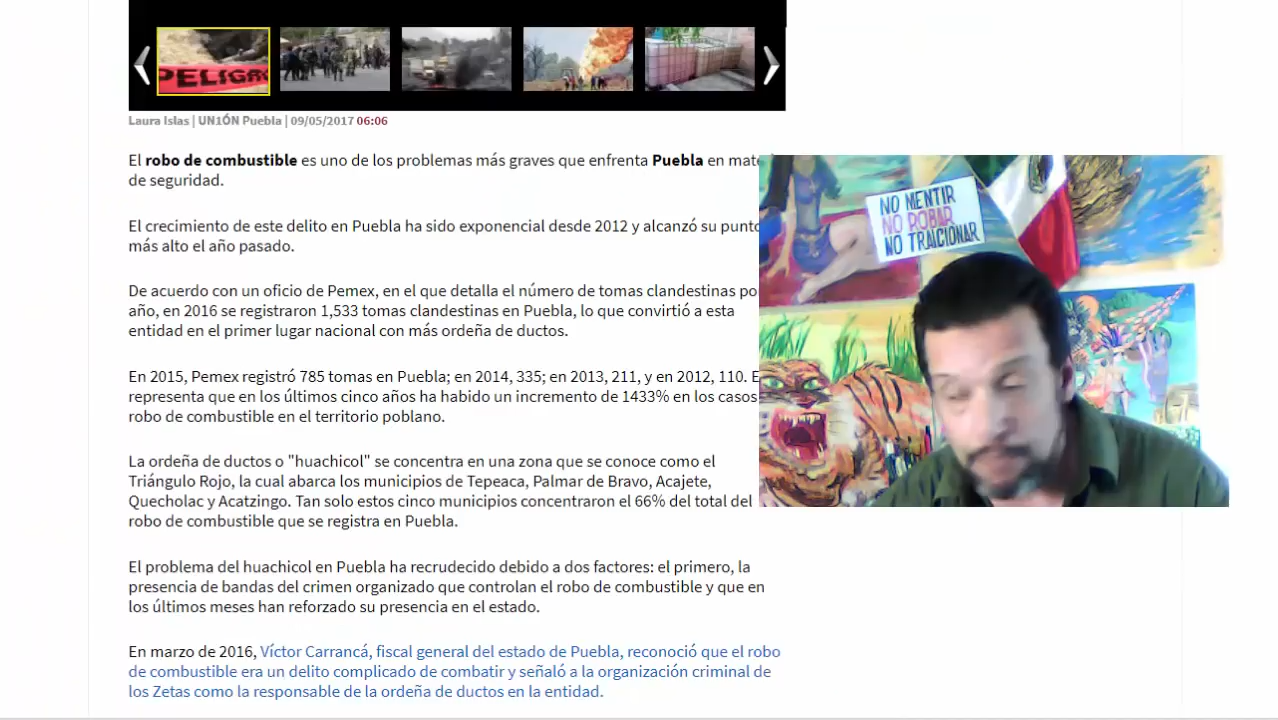 PELIGRO
Laura Islas | UN1ÓN Puebla | 09/05/2017 06:06
El robo de combustible es uno de los problemas más graves que enfrenta Puebla en
de seguridad.
El crecimiento de este delito en Puebla ha sido exponencial desde 2012 y alcanzó su punto
más alto el año pasado.
De acuerdo con un oficio de Pemex, en el que detalla el número de tomas clandestinas
año, en 2016 se registraron 1,533 tomas clandestinas en Puebla, lo que convirtió a esta
entidad en el primer lugar nacional con más ordeña de ductos.
En 2015, Pemex registró 785 tomas en Puebla; en 2014, 335; en 2013, 211, y en 2012, 110.
representa que en los últimos cinco años ha habido un incremento de 1433% en los casos
robo de combustible en el territorio poblano.
La ordeña de ductos o "huachicol" se concentra en una zona que se conoce como el
Triángulo Rojo, la cual abarca los municipios de Tepeaca, Palmar de Bravo, Acajete,
Quecholac y Acatzingo. Tan solo estos cinco municipios concentraron el 66% del total del
robo de combustible que se registra en Puebla.
El problema del huachicol en Puebla ha recrudecido debido a dos factores: el primero, la
presencia de bandas del crimen organizado que controlan el robo de combustible y que en
los últimos meses han reforzado su presencia en el estado.
En marzo de 2016, Víctor Carrancá, fiscal general del estado de Puebla, reconoció que el robo
de combustible era un delito complicado de combatir y señaló a la organización criminal de
los Zetas como la responsable de la ordeña de ductos en la entidad.
NO MENTIR
NO ROBAR
NO TRAICIONAR